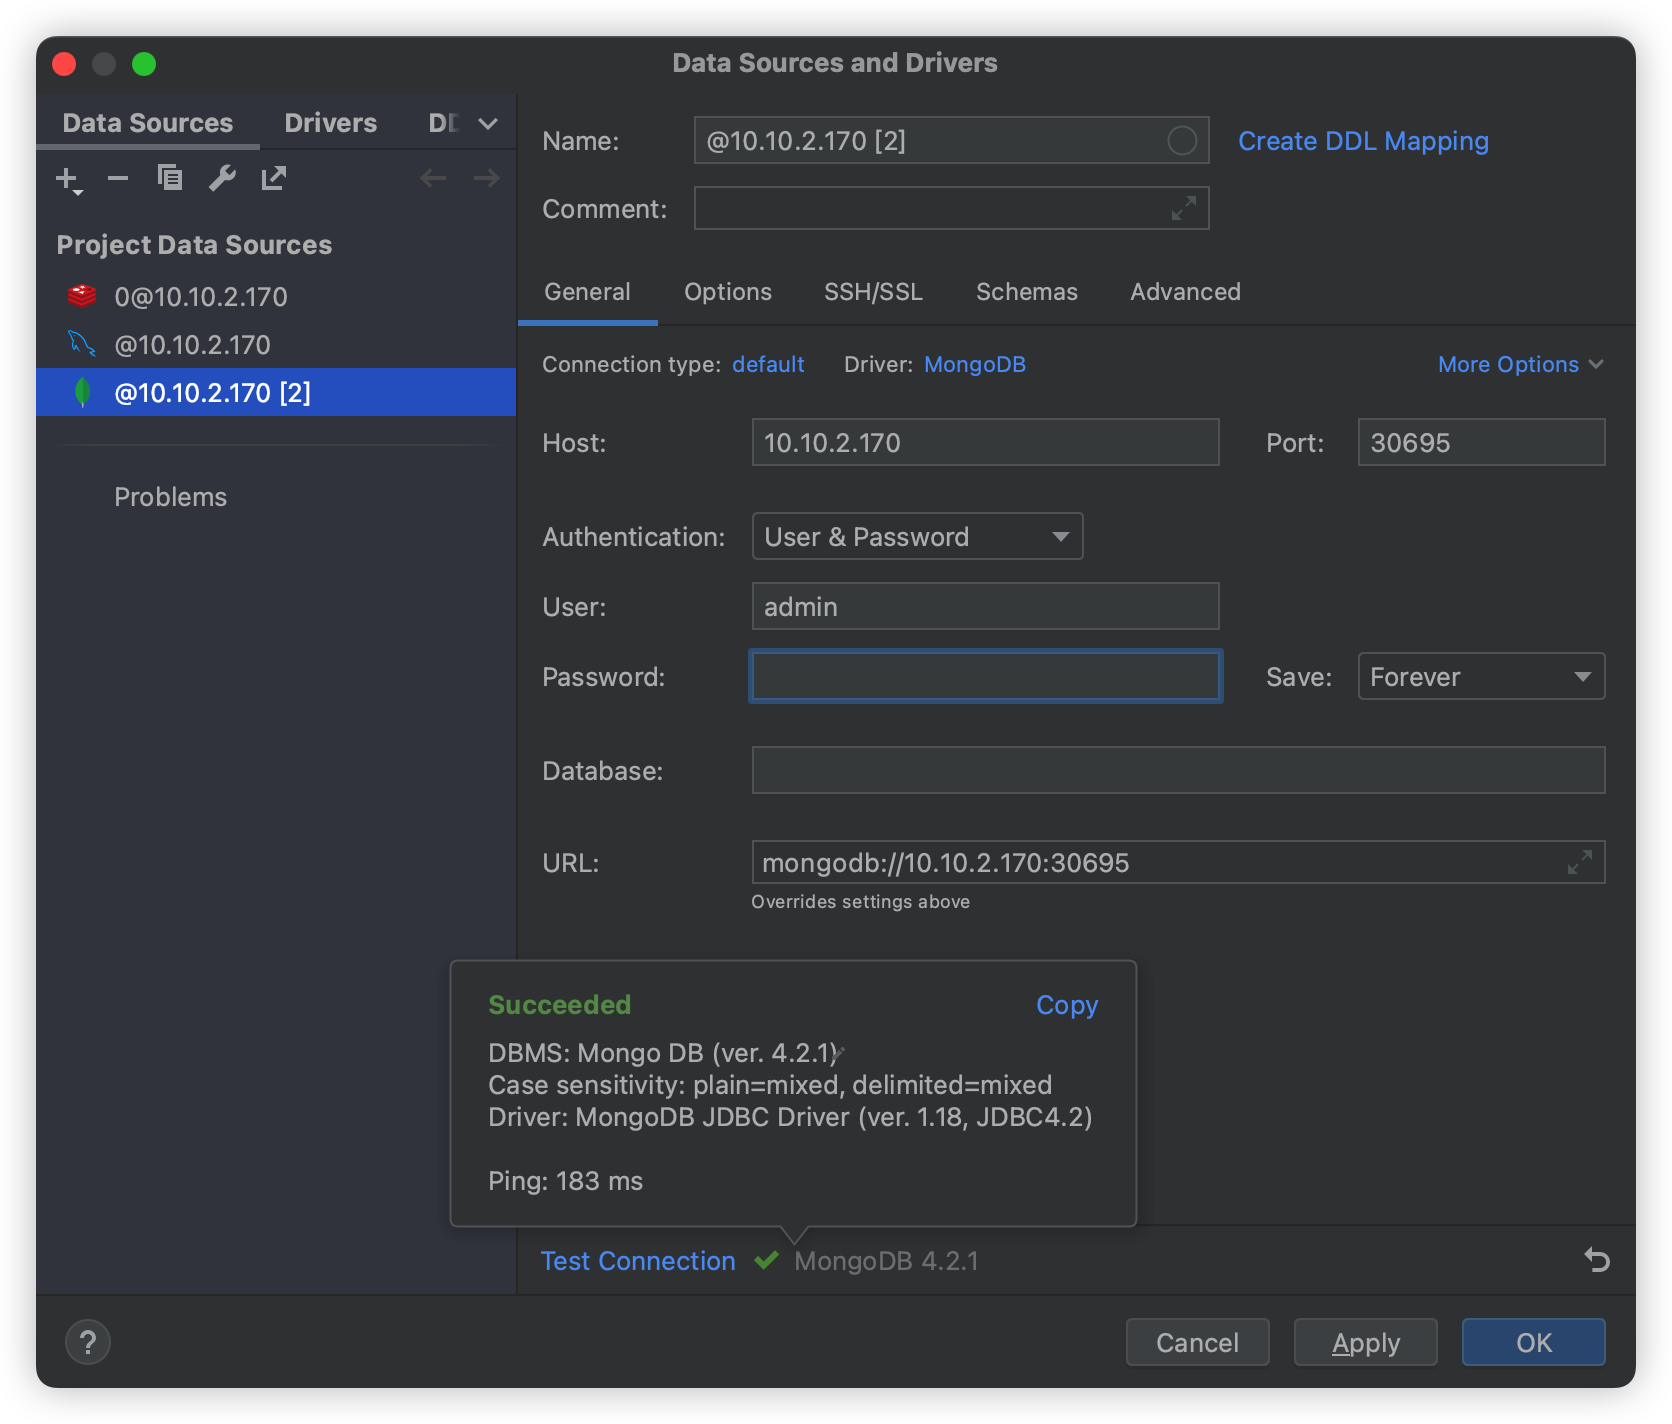 Data Sources and Drivers
Data Sources Drivers
Name: @10.10.2.170 [2] Create DDL Mapping
Comment:
Project Data Sources
0@10.10.2.170
@10.10.2.170
@10.10.2.170 [2]
Problems
General Options SSH/SSL Schemas Advanced
Connection type: default Driver: MongoDB More Options
Host: 10.10.2.170 Port: 30695
Authentication: User & Password
User: admin
Password: Save: Forever
Database:
URL: mongodb://10.10.2.170:30695
Overrides settings above
Succeeded Copy
DBMS: Mongo DB (ver. 4.2.1)
Case sensitivity: plain=mixed, delimited=mixed
Driver: MongoDB JDBC Driver (ver. 1.18, JDBC4.2)
Ping: 183 ms
Test Connection MongoDB 4.2.1
? Cancel Apply OK